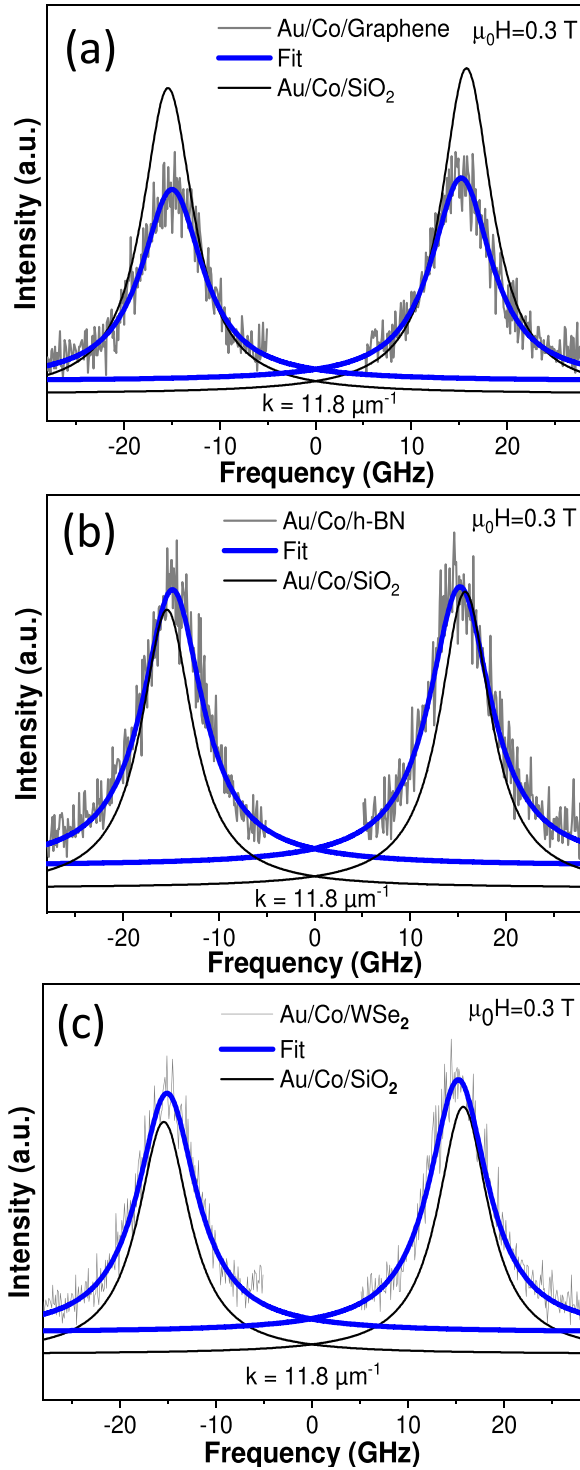 (a)
Au/Co/Graphene
μ₀H=0.3 T
Fit
Au/Co/SiO₂
Intensity (a.u.)
k = 11.8 μm⁻¹
-20 -10 0 10 20
Frequency (GHz)
(b)
Au/Co/h-BN
μ₀H=0.3 T
Fit
Au/Co/SiO₂
Intensity (a.u.)
k = 11.8 μm⁻¹
-20 -10 0 10 20
Frequency (GHz)
(c)
Au/Co/WSe₂
μ₀H=0.3 T
Fit
Au/Co/SiO₂
Intensity (a.u.)
k = 11.8 μm⁻¹
-20 -10 0 10 20
Frequency (GHz)